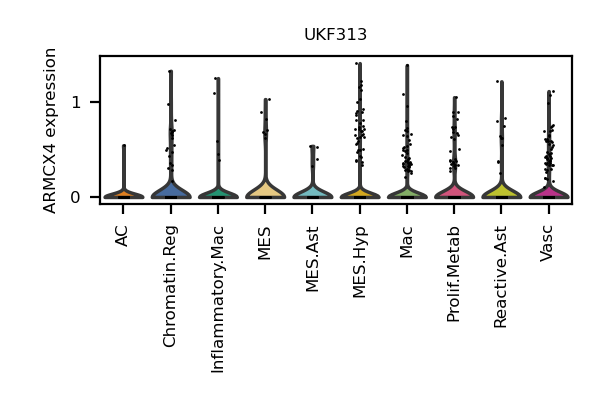 UKF313
ARMCX4 expression
1
0
AC
Chromatin.Reg
Inflammatory.Mac
MES
MES.Ast
MES.Hyp
Mac
Prolif.Metab
Reactive.Ast
Vasc